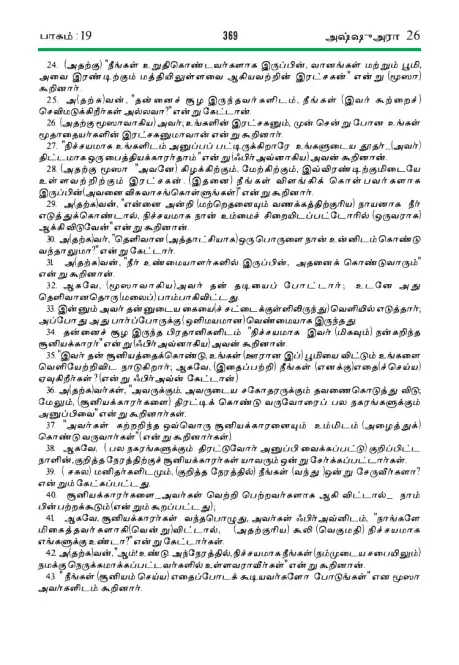 பாகம் : 19 369 அஷ்ஷுஅரா 26
24. (அதற்கு) "நீங்கள் உறுதிகொண்டவர்களாக இருப்பின், வானங்கள் மற்றும் பூமி,
அவை இரண்டிற்கும் மத்தியிலுள்ளவை ஆகியவற்றின் இரட்சகன்" என்று (மூஸா)
கூறினார்.
25. அ(தற்க)வன், "தன்னைச் சூழ இருந்தவர்களிடம், நீங்கள் (இவர் கூற்றைச்)
செவிமடுக்கிறீர்கள் அல்லவா?" என்று கேட்டான்.
26. (அதற்கு மூஸாவாகிய) அவர்; உங்களின் இரட்சகனும், முன் சென்று போன உங்கள்
மூதாதையர்களின் இரட்சகனுமாவான் என்று கூறினார்.
27. "நிச்சயமாக உங்களிடம் அனுப்பப் பட்டிருக்கிறாரே உங்களுடைய தூதர்_(அவர்)
திட்டமாக ஒரு பைத்தியக்காரர்தாம்" என்று (ஃபிர்அவ்னாகிய) அவன் கூறினான்.
28. (அதற்கு மூஸா "அவனே) கிழக்கிற்கும், மேற்கிற்கும், இவ்விரண்டிற்குமிடையே
உள்ளவற்றிற்கும் இரட்சகன். (இதனை) நீங்கள் விளங்கிக் கொள்பவர்களாக
இருப்பின் (அவனை விசுவாசங்கொள்ளுங்கள்)" என்று கூறினார்.
29. அ(தற்க)வன், "என்னை அன்றி (மற்றெதனையும் வணக்கத்திற்குரிய) நாயனாக நீர்
எடுத்துக்கொண்டால், நிச்சயமாக நான் உம்மைச் சிறையிடப்பட்டோரில் (ஒருவராக)
ஆக்கிவிடுவேன்" என்று கூறினான்.
30. அ(தற்க)வர், "தெளிவான (அத்தாட்சியாக) ஒரு பொருளை நான் உன்னிடம் கொண்டு
வந்தாலுமா?" என்று கேட்டார்.
31. அ(தற்க)வன், "நீர் உண்மையாளர்களில் இருப்பின், அதனைக் கொண்டுவாரும்"
என்று கூறினான்.
32. ஆகவே, (மூஸாவாகிய) அவர் தன் தடியைப் போட்டார்; உடனே அது
தெளிவானதொரு (மலைப்) பாம்பாகிவிட்டது.
33. இன்னும் அவர் தன்னுடைய கையை(ச் சட்டைக்குள்ளிலிருந்து) வெளியில் எடுத்தார்;
அப்போது அது பார்ப்போருக்கு (ஒளிமயமான) வெண்மையாக இருந்தது.
34. தன்னைச் சூழ இருந்த பிரதானிகளிடம் "நிச்சயமாக இவர் (மிகவும்) நன்கறிந்த
சூனியக்காரர்" என்று (ஃபிர்அவ்னாகிய) அவன் கூறினான்.
35. "இவர் தன் சூனியத்தைக்கொண்டு, உங்கள் (ஊரான இப்) பூமியை விட்டும் உங்களை
வெளியேற்றிவிட நாடுகிறார்; ஆகவே, (இதைப்பற்றி) நீங்கள் (எனக்கு) எதை(ச் செய்ய)
ஏவுகிறீர்கள்? (என்று ஃபிர்அவ்ன் கேட்டான்)
36. அ(தற்க)வர்கள், "அவருக்கும், அவருடைய சகோதரருக்கும் தவணைகொடுத்து விடு,
மேலும், (சூனியக்காரர்களை) திரட்டிக் கொண்டு வருவோரைப் பல நகரங்களுக்கும்
அனுப்பிவை" என்று கூறினார்கள்.
37. "அவர்கள் கற்றறிந்த ஒவ்வொரு சூனியக்காரனையும் உம்மிடம் (அழைத்துக்)
கொண்டு வருவார்கள்" (என்று கூறினார்கள்)
38. ஆகவே, (பல நகரங்களுக்கும் திரட்டுவோர் அனுப்பி வைக்கப்பட்டு) குறிப்பிட்ட
நாளின், குறித்த நேரத்திற்குச் சூனியக்காரர்கள் யாவரும் ஒன்று சேர்க்கப்பட்டார்கள்.
39. (சகல) மனிதர்களிடமும், (குறித்த நேரத்தில்) நீங்கள் (வந்து) ஒன்று சேருவீர்களா?
என்றும் கேட்கப்பட்டது.
40. சூனியக்காரர்களை_அவர்கள் வெற்றி பெற்றவர்களாக ஆகி விட்டால்_ நாம்
பின்பற்றக்கூடும் (என்றும் கூறப்பட்டது);
41. ஆகவே, சூனியக்காரர்கள் வந்தபொழுது, அவர்கள் ஃபிர்அவ்னிடம், "நாங்களே
மிகைத்தவர்களாகி (வென்று) விட்டால், (அதற்குரிய) கூலி (வெகுமதி) நிச்சயமாக
எங்களுக்கு உண்டா?" என்று கேட்டார்கள்.
42. அ(தற்க)வன், "ஆம்! உண்டு. அந்நேரத்தில், நிச்சயமாக நீங்கள் (நம்முடைய சபையிலும்)
நமக்கு நெருக்கமாக்கப்பட்டவர்களில் உள்ளவராவீர்கள்" என்று கூறினான்.
43. "நீங்கள் (சூனியம் செய்ய) எதைப்போடக் கூடியவர்களோ போடுங்கள்" என மூஸா
அவர்களிடம் கூறினார்.